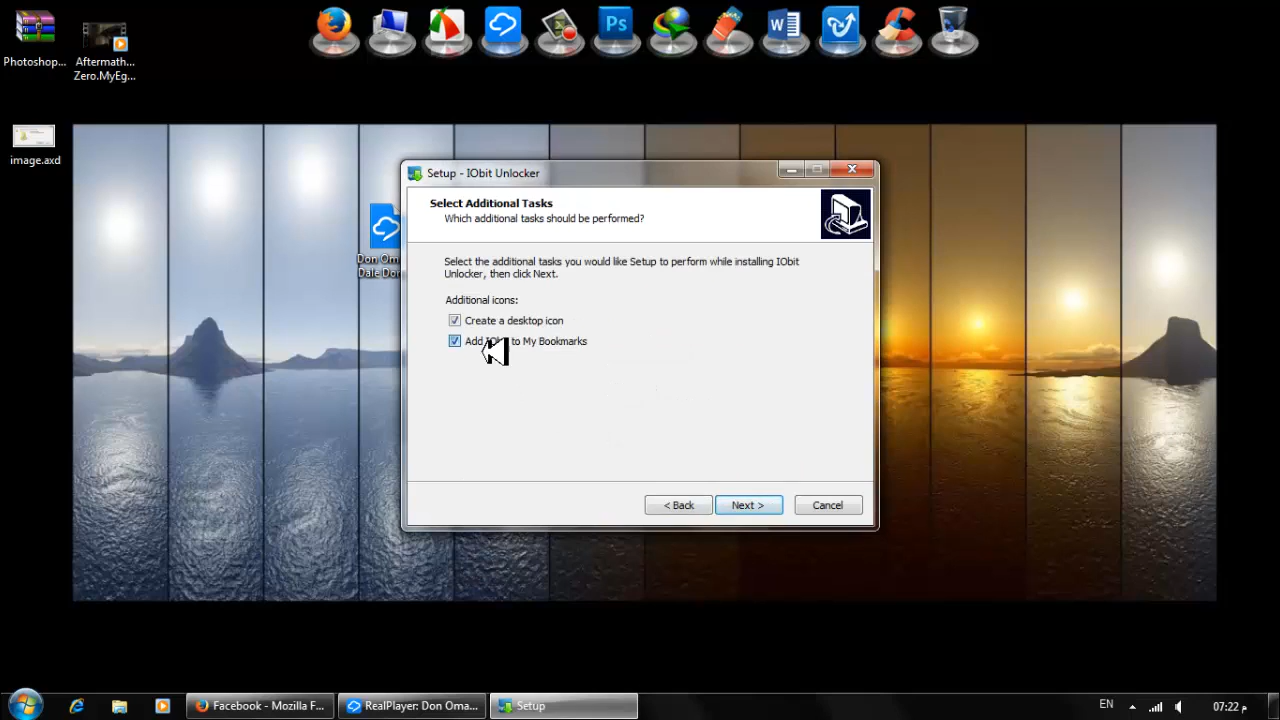 Photoshop...
Aftermath...
Zero.MyEg...
image.axd
Ps
W
Don Om
Dale Don
Setup - IObit Unlocker
Select Additional Tasks
Which additional tasks should be performed?
Select the additional tasks you would like Setup to perform while installing IObit
Unlocker, then click Next.
Additional icons:
Create a desktop icon
Add to My Bookmarks
< Back
Next >
Cancel
Facebook - Mozilla F...
RealPlayer: Don Oma...
Setup
EN
07:22 م